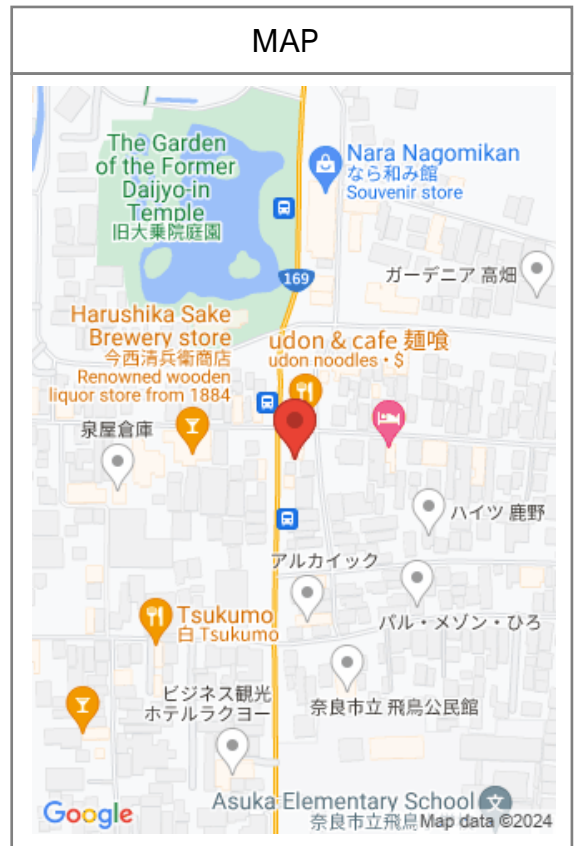 MAP
The Garden
of the Former
Daijyo-in
Temple
旧大乗院庭園
Nara Nagomikan
なら和み館
Souvenir store
169
ガーデニア 高畑
Harushika Sake
Brewery store
今西清兵衛商店
Renowned wooden
liquor store from 1884
udon & cafe 麺喰
udon noodles・$
泉屋倉庫
ハイツ 鹿野
アルカイック
パル・メゾン・ひろ
Tsukumo
白 Tsukumo
ビジネス観光
ホテルラクヨー
奈良市立 飛鳥公民館
Asuka Elementary School
奈良市立飛鳥
Google
Map data ©2024